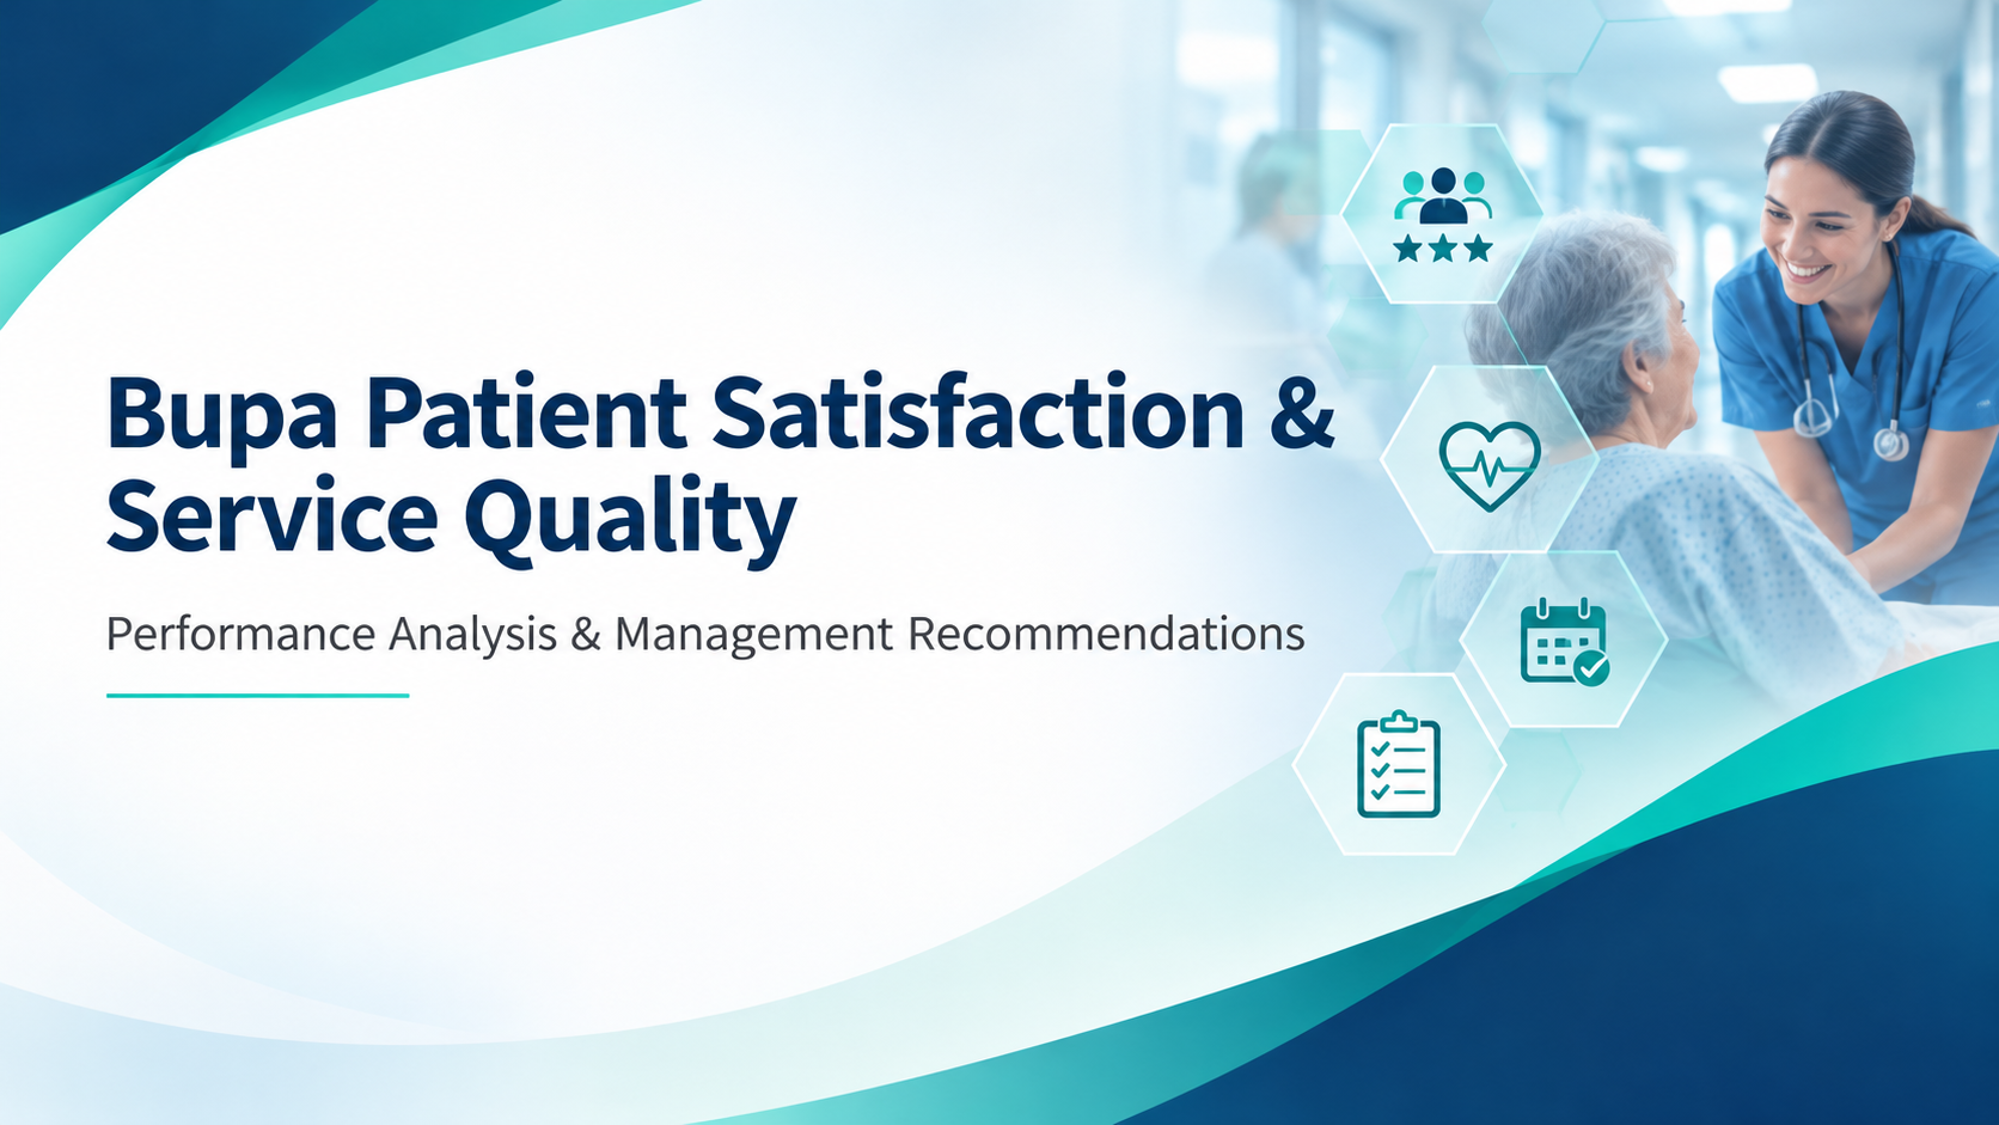 Bupa Patient Satisfaction &
Service Quality
Performance Analysis & Management Recommendations